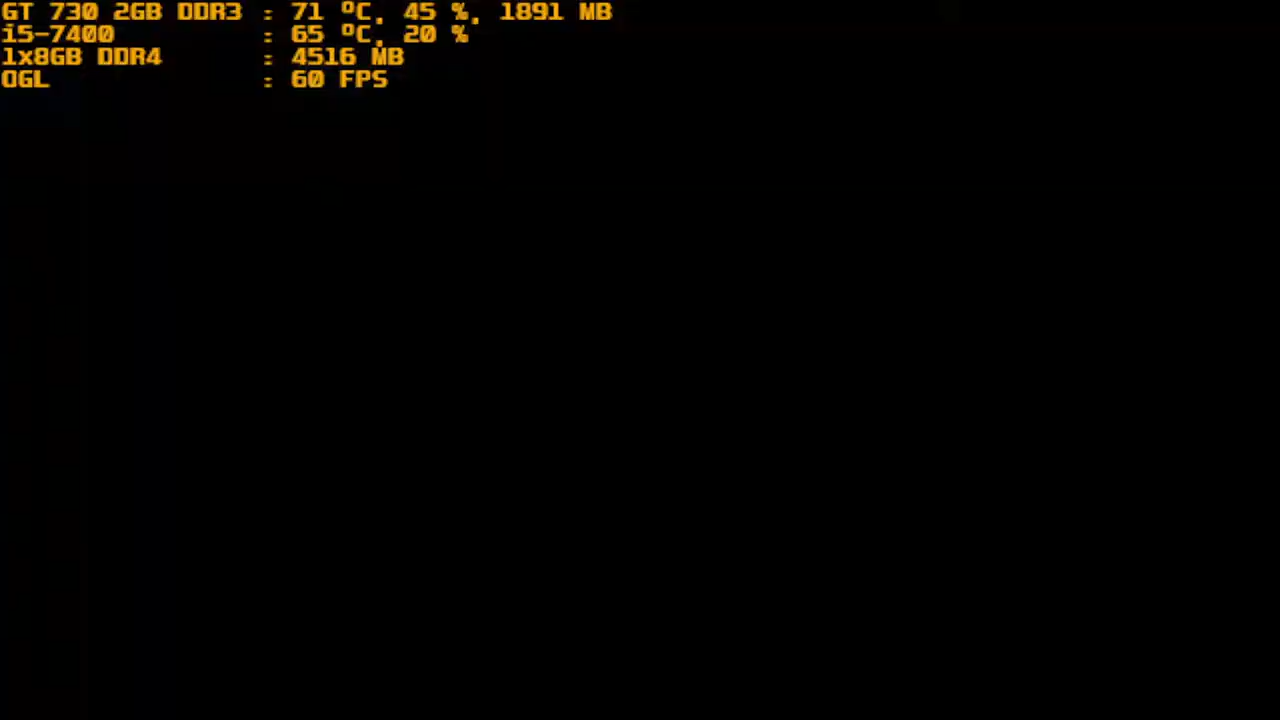 GT 730 2GB DDR3 : 71 ºC, 45 %, 1891 MB
i5-7400 : 65 ºC, 20 %
1x8GB DDR4 : 4516 MB
OGL : 60 FPS